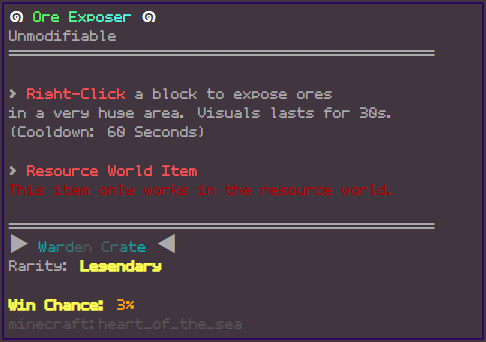 Ore Exposer
Unmodifiable
> Right-Click a block to expose ores
in a very huge area. Visuals lasts for 30s.
(Cooldown: 60 Seconds)
> Resource World Item
This item only works in the resource world.
▶ Warden Crate ◀
Rarity: Legendary
Win Chance: 3%
minecraft:heart_of_the_sea